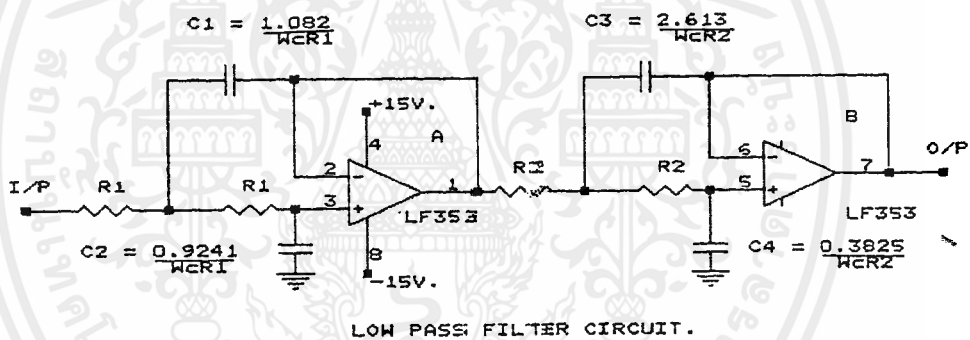 C1 = 1.082
WcR1
C3 = 2.613
WcR2
+15V.
A
B
4
2
3
1
8
6
5
7
I/P
R1
R1
R2
O/P
LF353
LF353
C2 = 0.9241
WcR1
C4 = 0.3825
WcR2
-15V.
LOW PASS FILTER CIRCUIT.